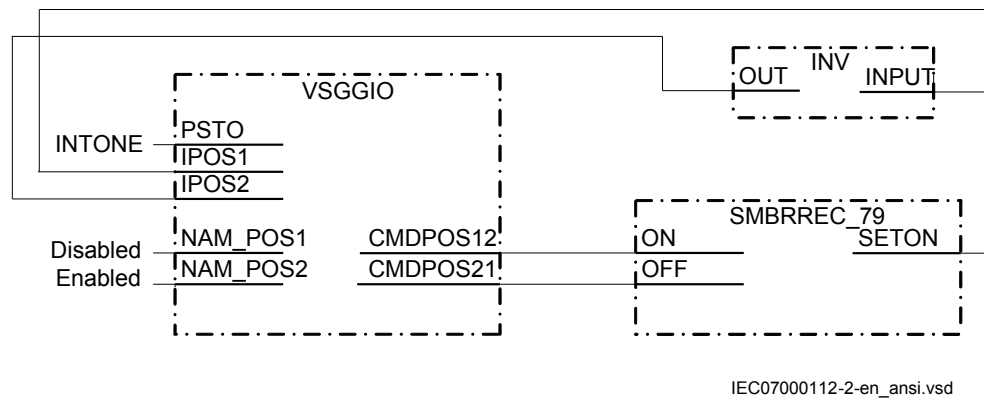 INV
OUT INPUT
VSGGIO
INTONE PSTO
IPOS1
IPOS2
SMBRREC_79
Disabled NAM_POS1 CMDPOS12 ON SETON
Enabled NAM_POS2 CMDPOS21 OFF
IEC07000112-2-en_ansi.vsd